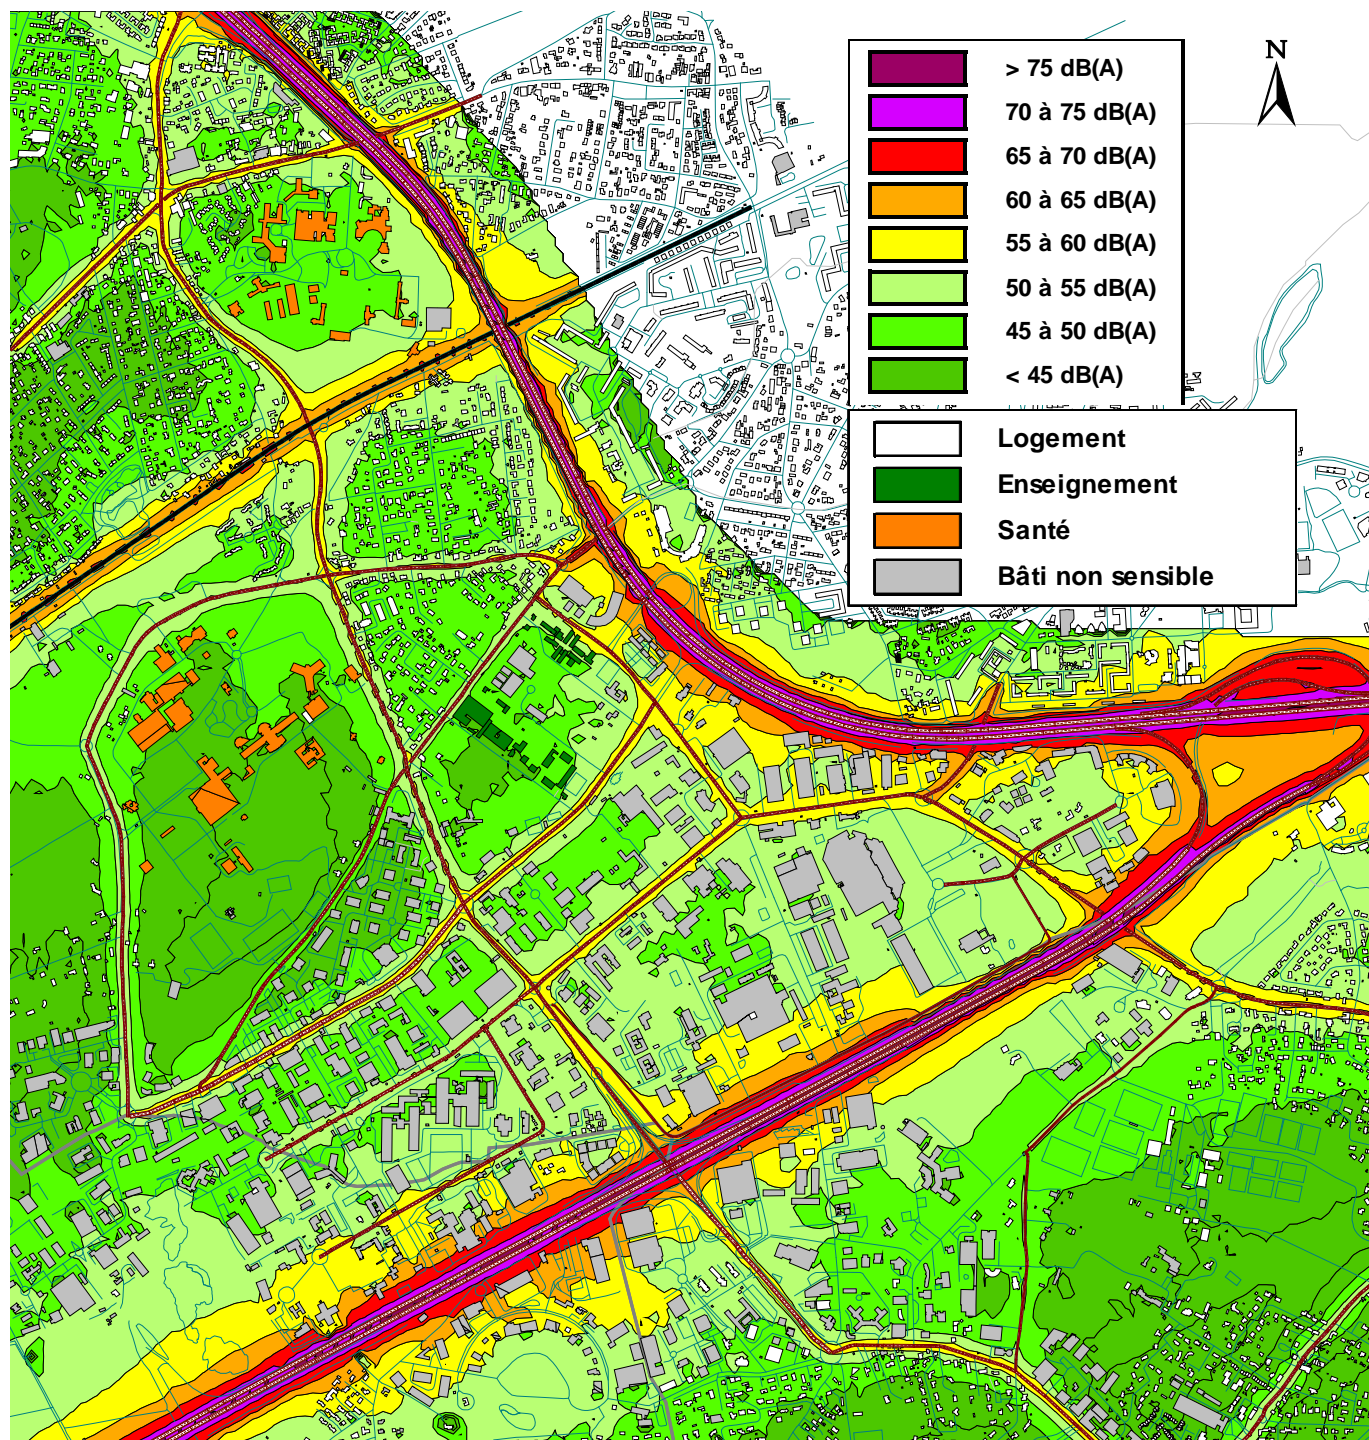 N
> 75 dB(A)
70 à 75 dB(A)
65 à 70 dB(A)
60 à 65 dB(A)
55 à 60 dB(A)
50 à 55 dB(A)
45 à 50 dB(A)
< 45 dB(A)
Logement
Enseignement
Santé
Bâti non sensible